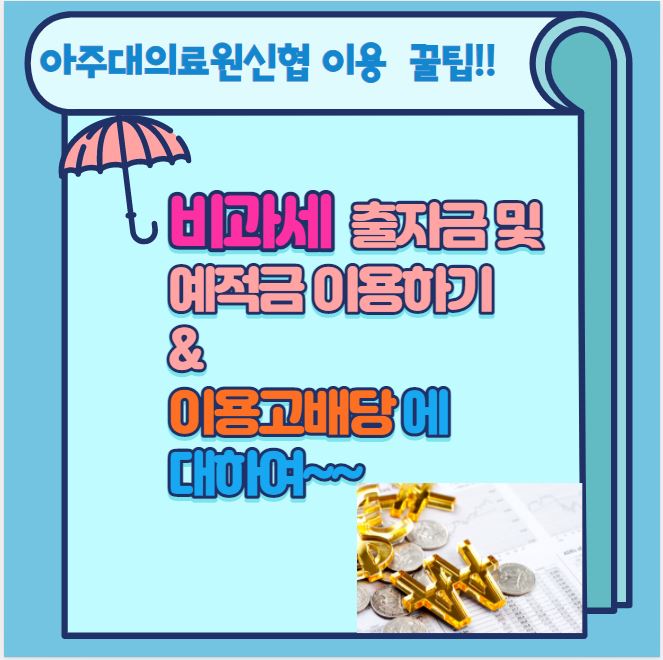 아주대의료원신협 이용 꿀팁!!
비과세 출자금 및
예적금 이용하기
&
이용고배당 에
대하여~~